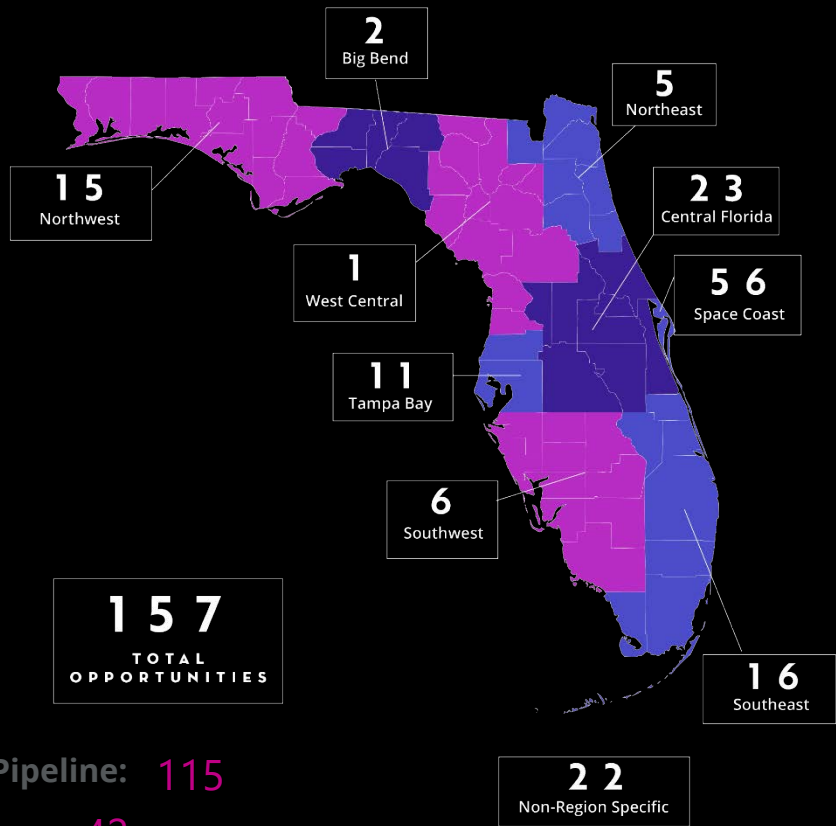 2
Big Bend
5
Northeast
15
Northwest
23
Central Florida
1
West Central
56
Space Coast
11
Tampa Bay
6
Southwest
157
TOTAL
OPPORTUNITIES
16
Southeast
Pipeline: 115
22
Non-Region Specific